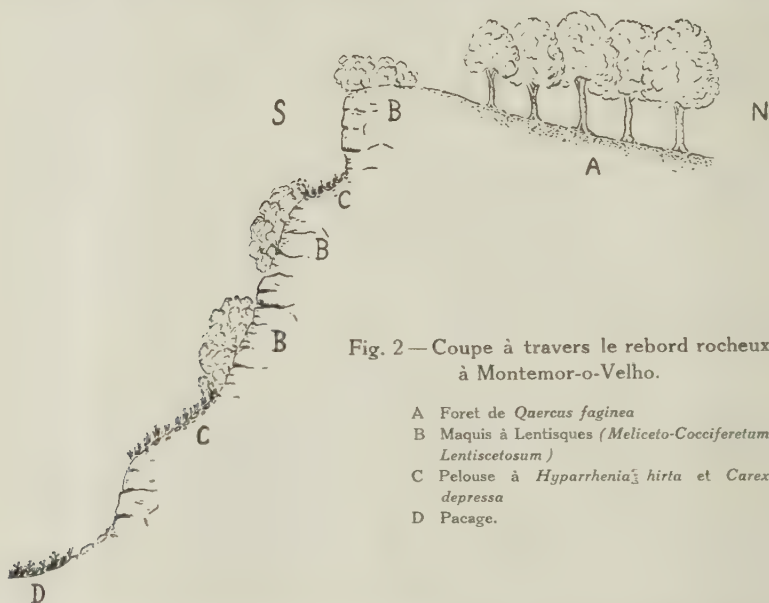 S
B
N
A
C
B
B
Fig. 2 — Coupe à travers le rebord rocheux
à Montemor-o-Velho.
A Foret de Quercus faginea
B Maquis à Lentisques (Meliceto-Cocciferetum
Lentiscetosum)
C Pelouse à Hyparrhenia hirta et Carex
depressa
D Pacage.
C
D